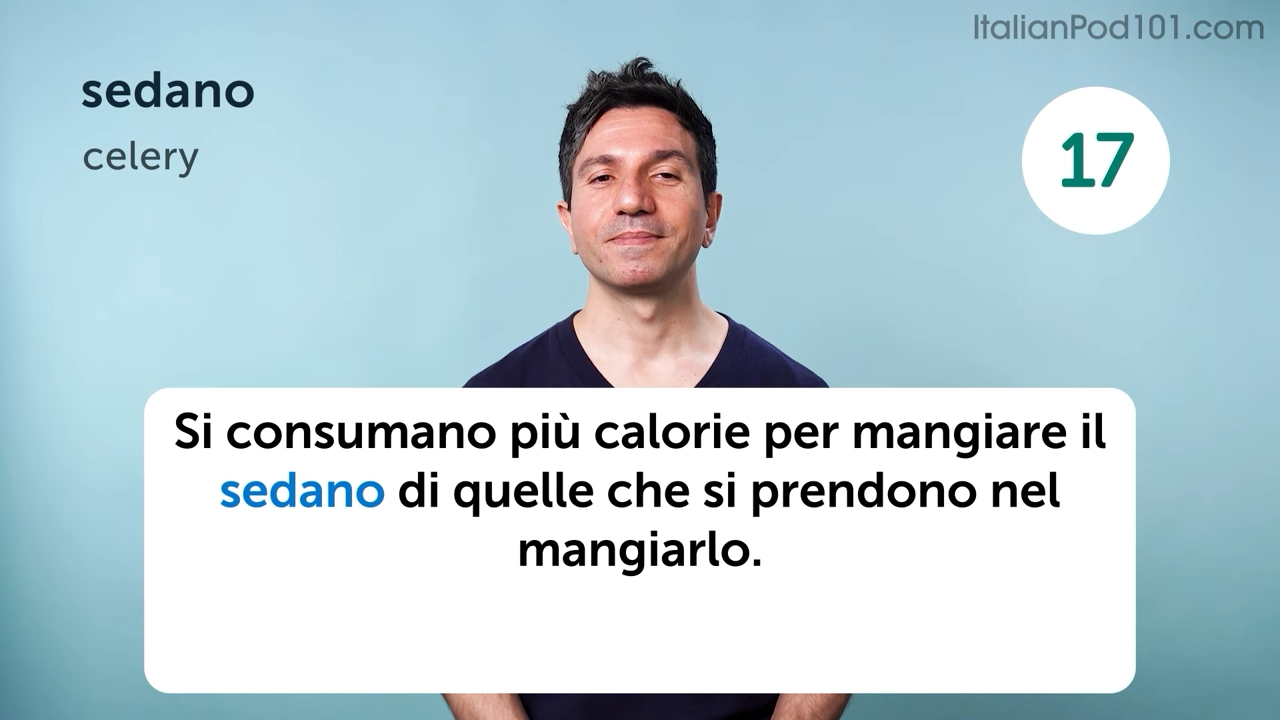 ItalianPod101.com
sedano
celery
17
Si consumano più calorie per mangiare il
sedano di quelle che si prendono nel
mangiarlo.